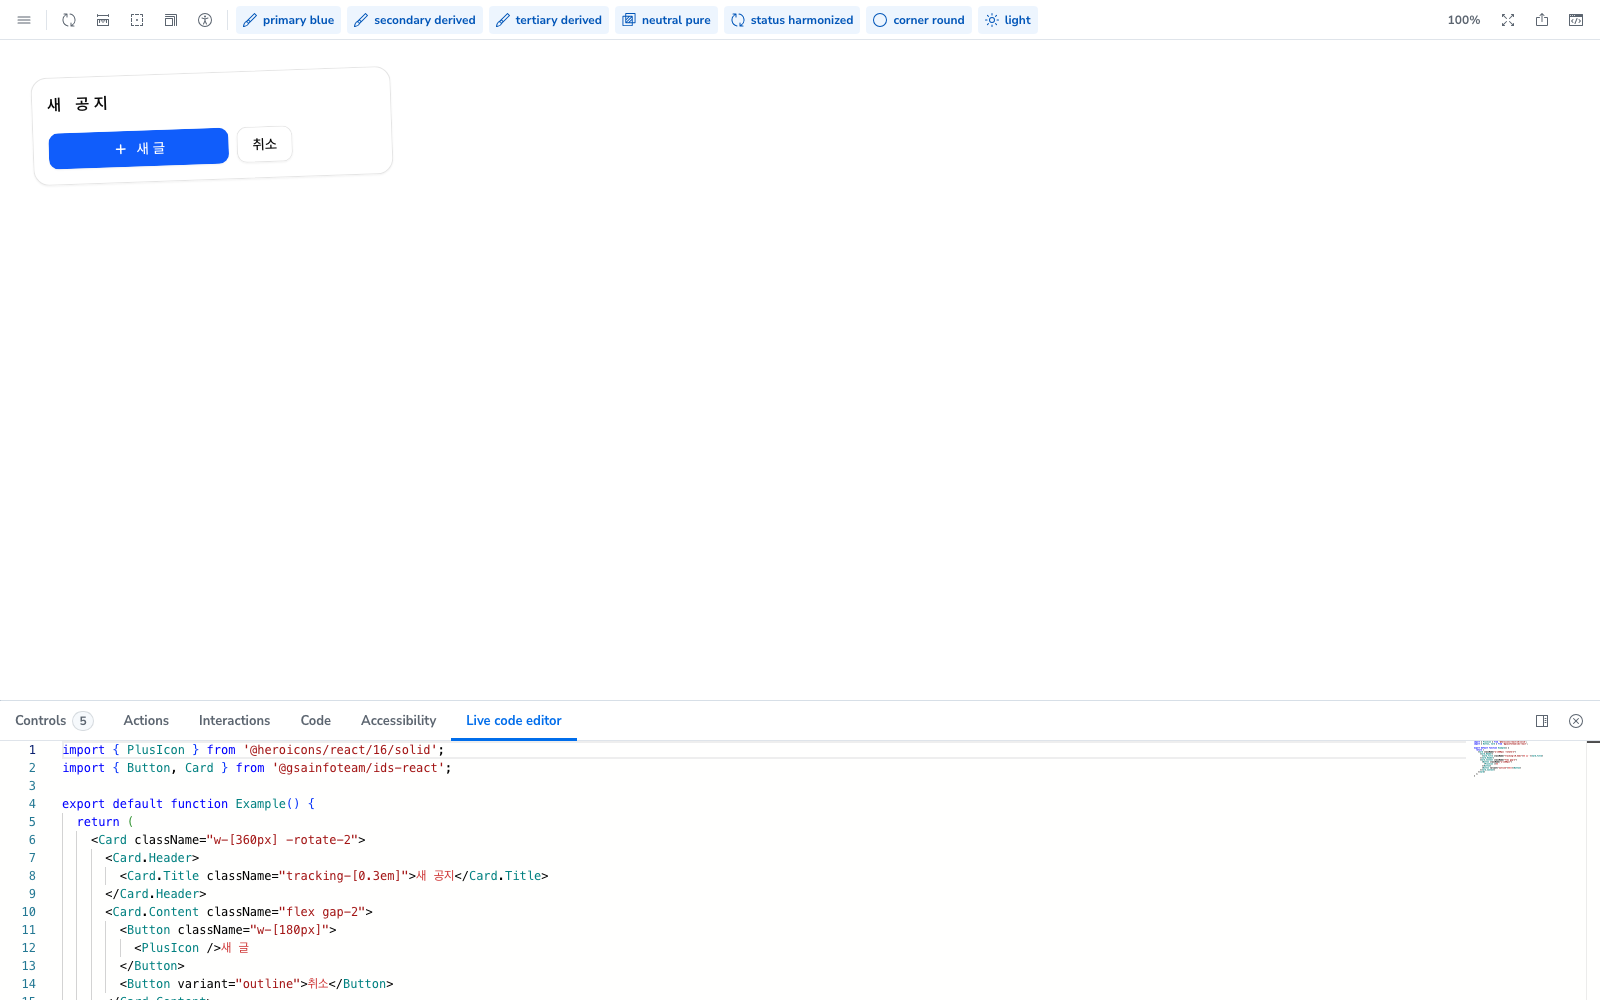 primary blue
secondary derived
tertiary derived
neutral pure
status harmonized
corner round
light
100%
새 공지
+ 새 글
취소
Controls 5
Actions
Interactions
Code
Accessibility
Live code editor
1 import { PlusIcon } from '@heroicons/react/16/solid';
2 import { Button, Card } from '@gsainfoteam/ids-react';
3
4 export default function Example() {
5 return (
6 <Card className="w-[360px] -rotate-2">
7 <Card.Header>
8 <Card.Title className="tracking-[0.3em]">새 공지</Card.Title>
9 </Card.Header>
10 <Card.Content className="flex gap-2">
11 <Button className="w-[180px]">
12 <PlusIcon />새 글
13 </Button>
14 <Button variant="outline">취소</Button>
15 </Card.Content>